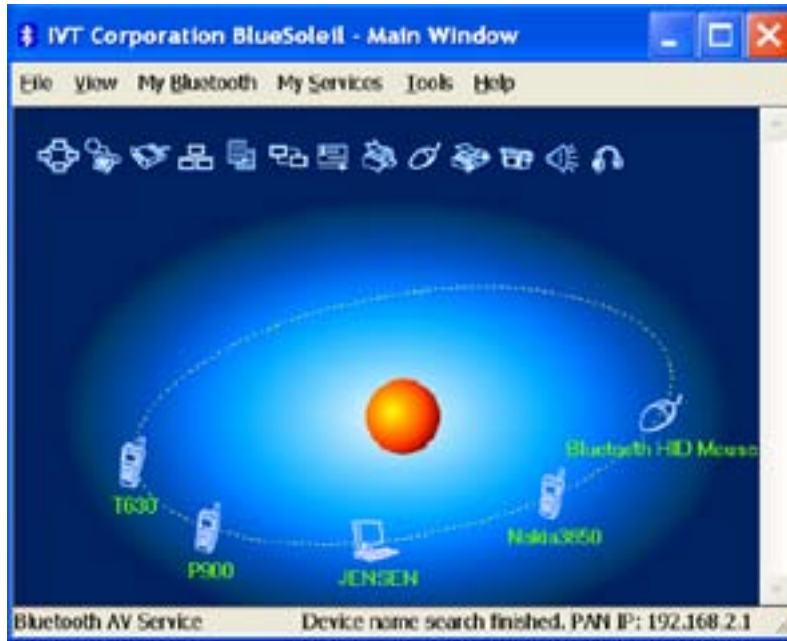 IVT Corporation BlueSoleil - Main Window
File View My Bluetooth My Services Tools Help
Bluetooth HID Mouse
T630
Nokia3650
P900
JENSEN
Bluetooth AV Service Device name search finished. PAN IP: 192.168.2.1